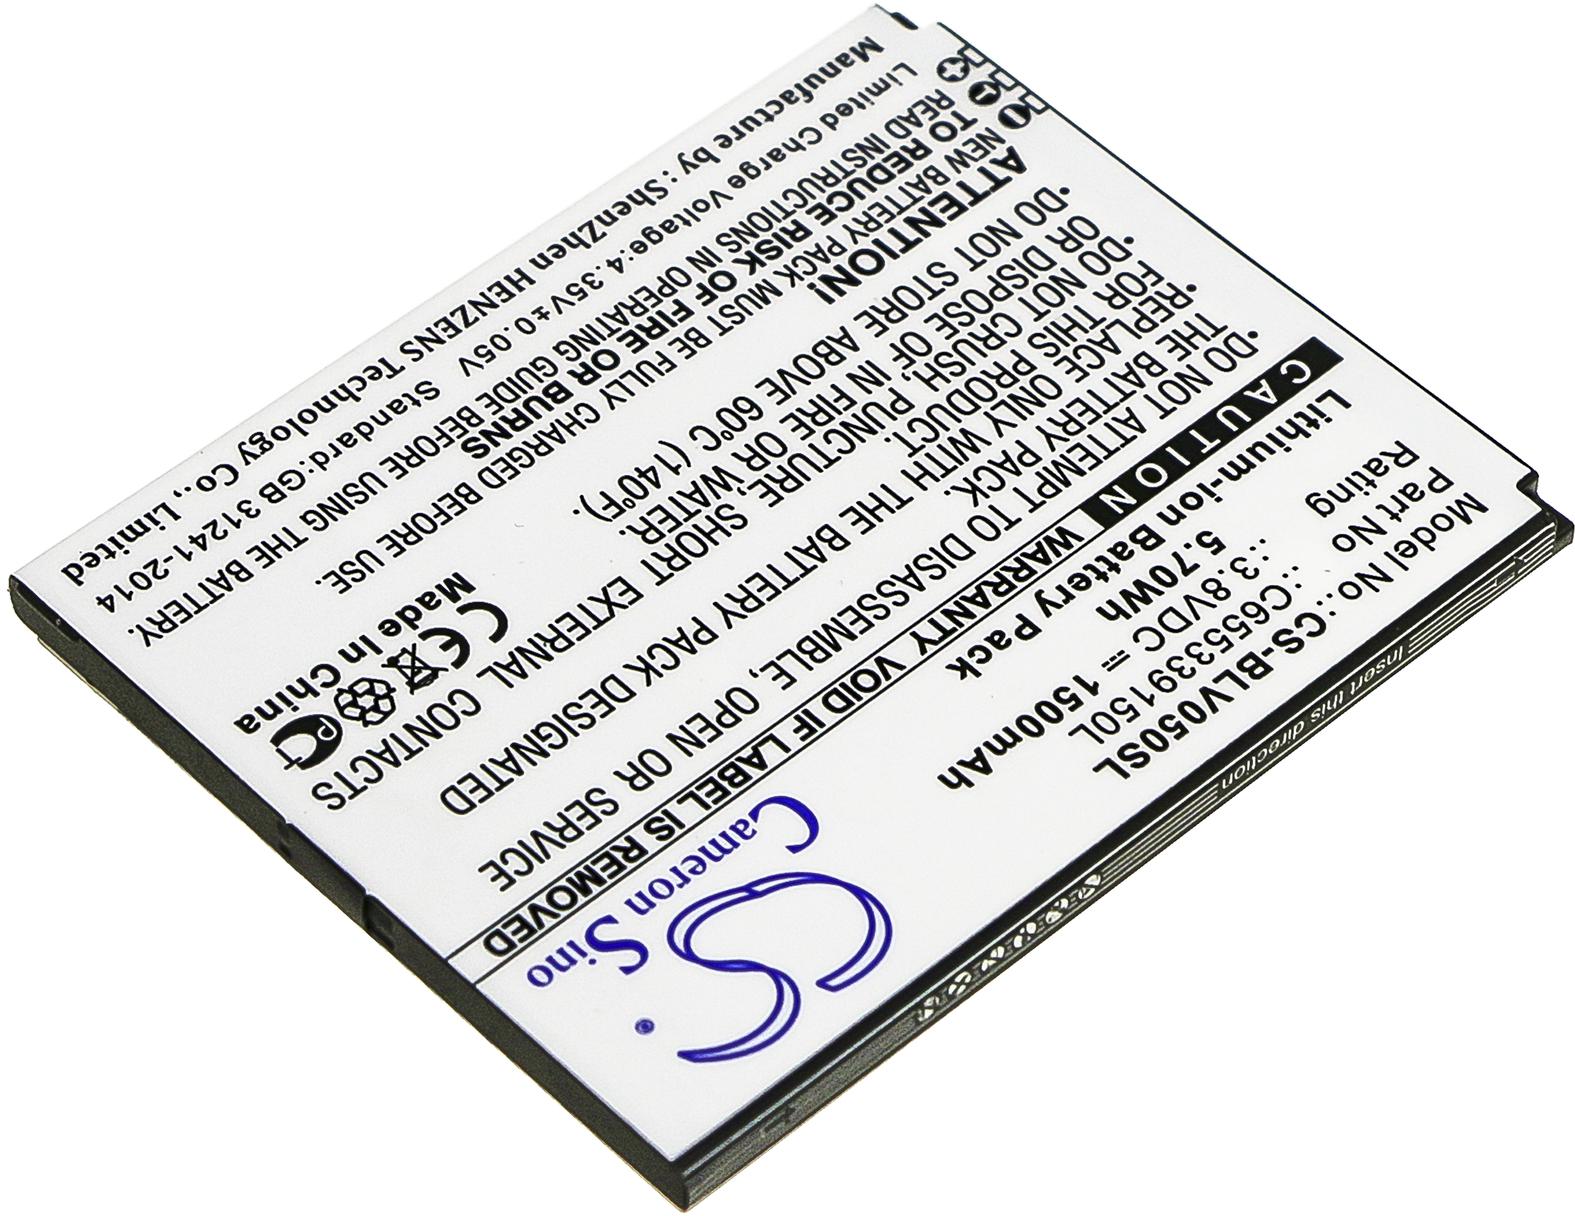 Model No.:CS-BLV050SL
Part No .:C655339150L
Rating .:3.8VDC 1500mAh
5.70Wh
Lithium-ion Battery Pack
CAUTION WARRANTY VOID IF LABEL IS REMOVED
•DO NOT ATTEMPT TO DISASSEMBLE, OPEN OR SERVICE
THE BATTERY PACK.
•REPLACE ONLY WITH THE BATTERY PACK DESIGNATED
FOR THIS PRODUCT.
•DO NOT CRUSH, PUNCTURE, SHORT EXTERNAL CONTACTS
OR DISPOSE OF IN FIRE OR WATER.
•DO NOT STORE ABOVE 60°C (140°F).
ATTENTION!
NEW BATTERY PACK MUST BE FULLY CHARGED BEFORE USE.
TO REDUCE RISK OF FIRE OR BURNS
READ INSTRUCTIONS IN OPERATING GUIDE BEFORE USING THE BATTERY.
Limited Charge Voltage:4.35V±0.05V Standard:GB 31241-2014
Manufacture by : ShenZhen HENZENS Technology Co., Limited
CE
Made In China
CS
Cameron Sino
Insert this direction